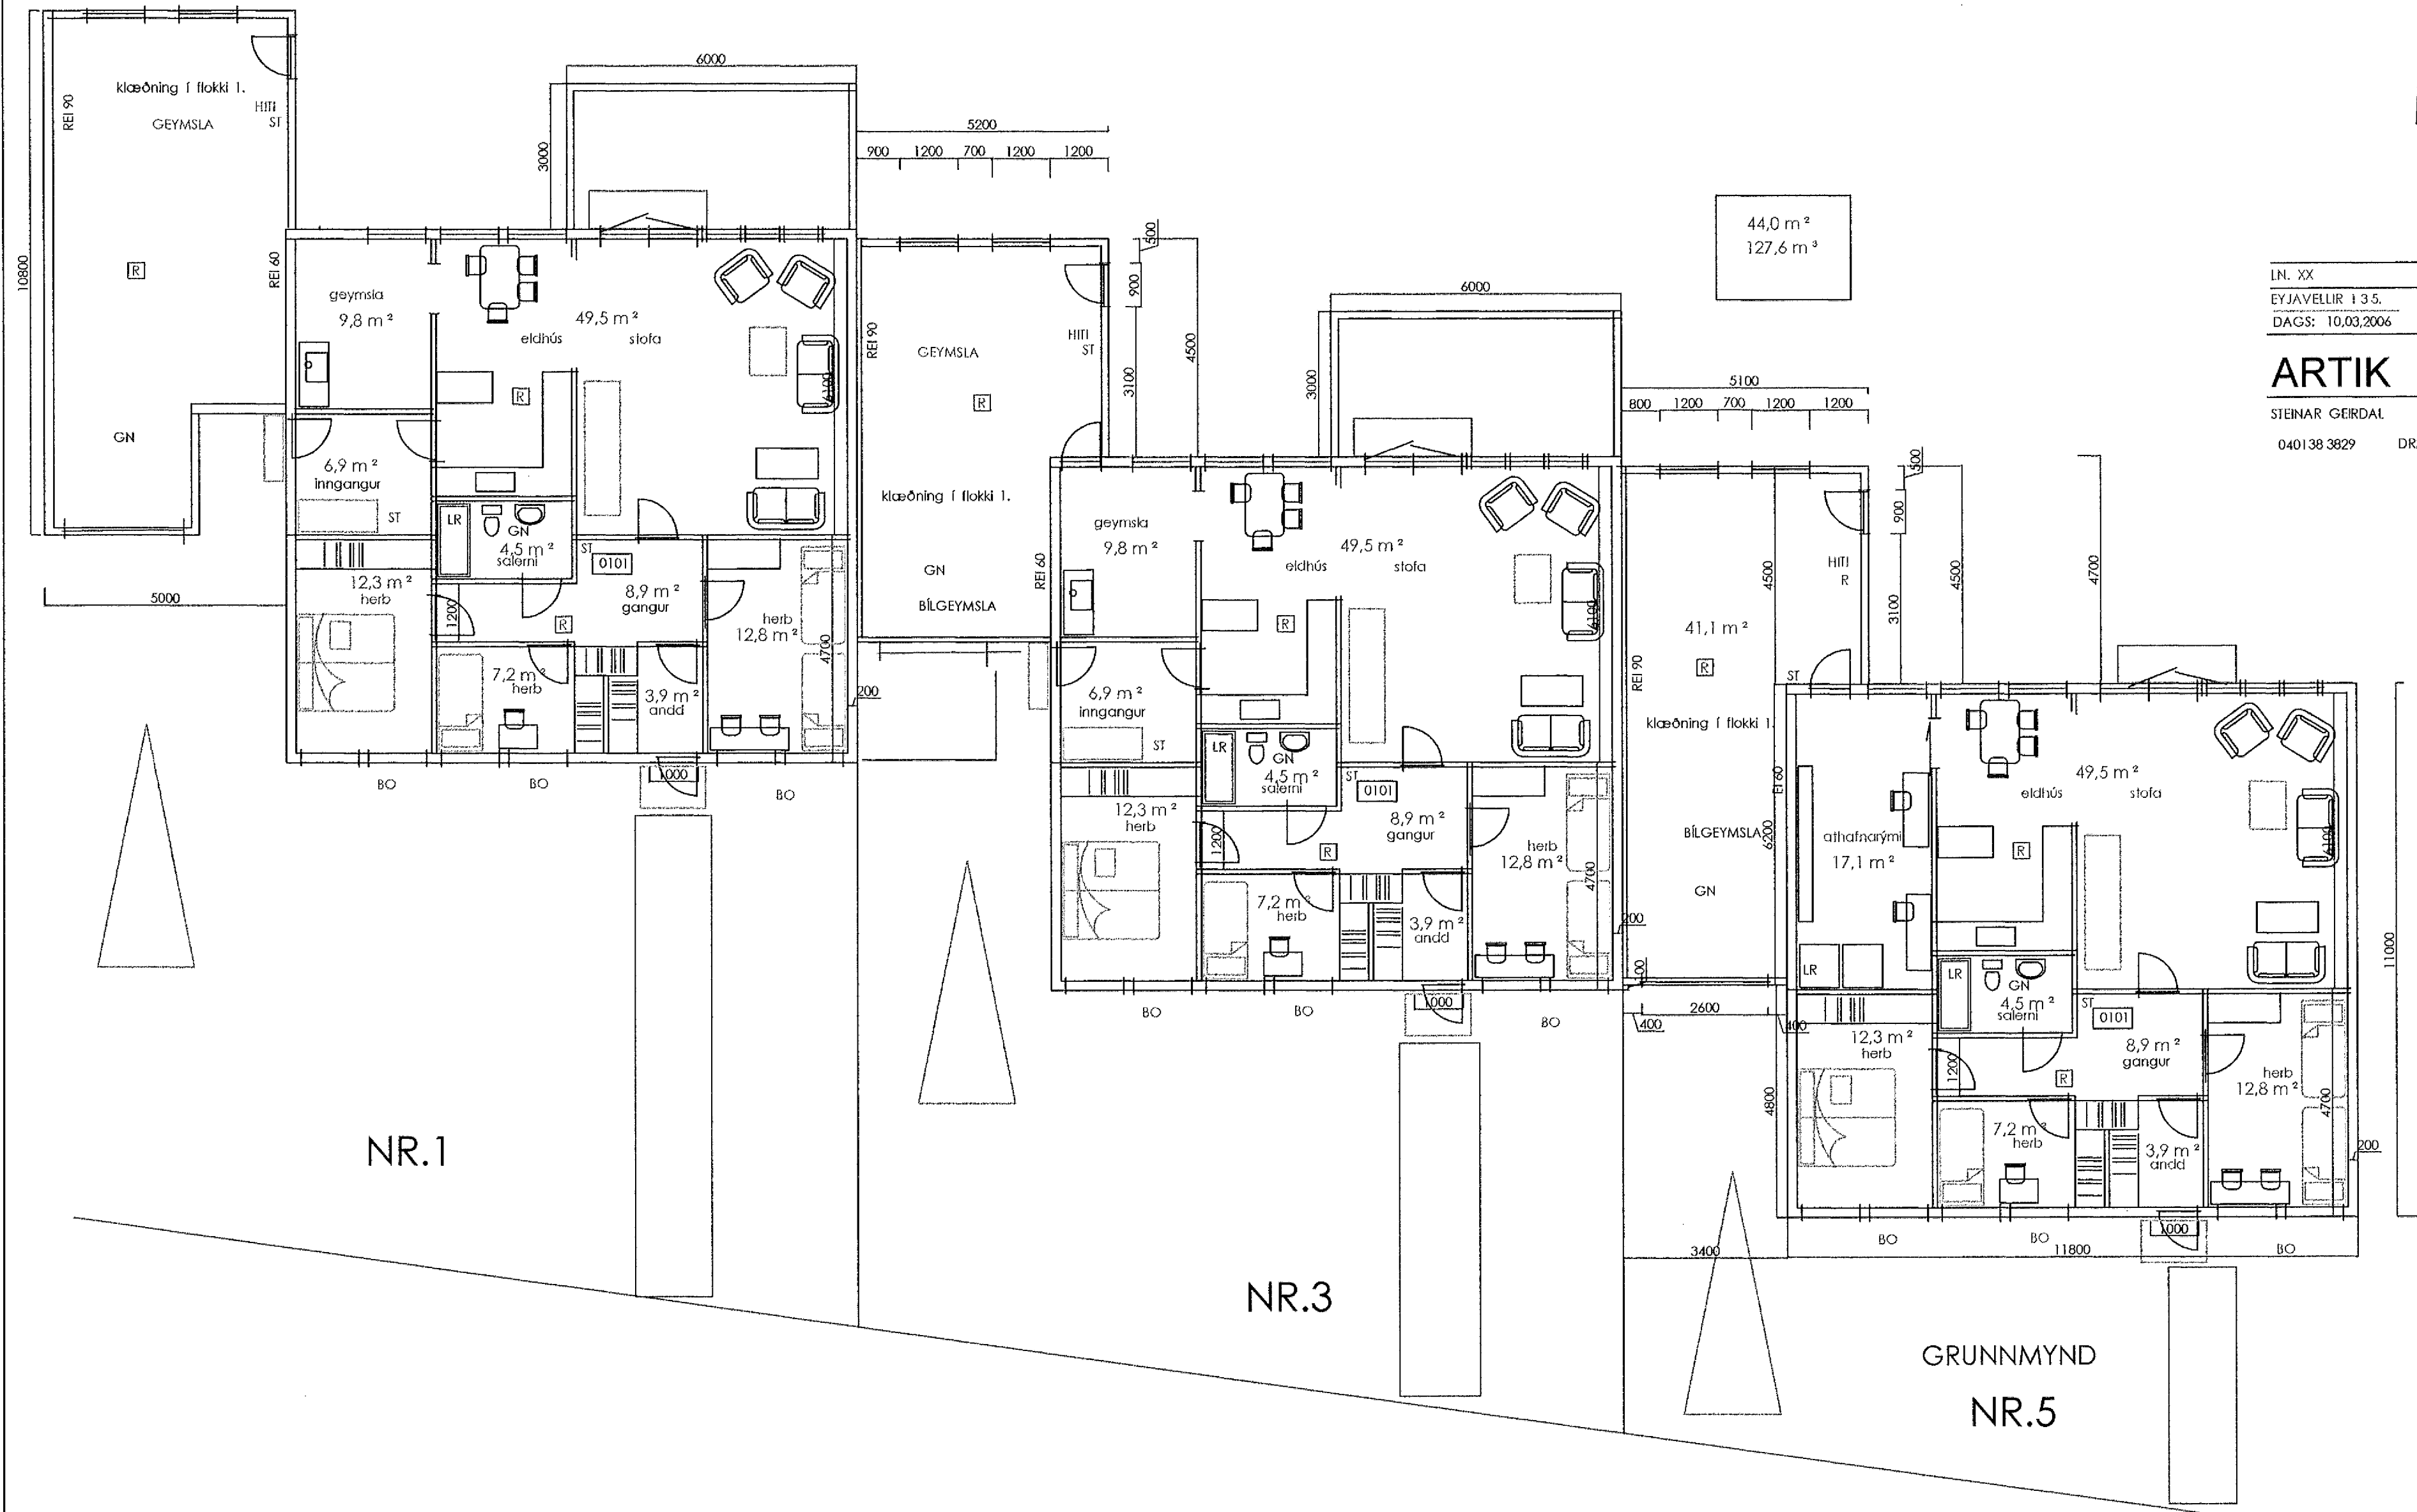 klæðning í flokki 1.
GEYMSLA
HITI
ST
REI 90
R
GN
10800
5000
6000
3000
REI 60
geymsla
9,8 m²
49,5 m²
eldhús
stofa
6100
R
6,9 m²
inngangur
ST
LR
GN
4,5 m²
salerni
ST
0101
12,3 m²
herb
1200
8,9 m²
gangur
R
herb
12,8 m²
4700
7,2 m²
herb
3,9 m²
andd
200
BO
BO
1000
BO
NR.1
5200
900
1200
700
1200
1200
500
900
3100
4500
REI 90
GEYMSLA
HITI
ST
R
klæðning í flokki 1.
GN
BÍLGEYMSLA
REI 60
6000
3000
geymsla
9,8 m²
49,5 m²
eldhús
stofa
6100
R
6,9 m²
inngangur
ST
LR
GN
4,5 m²
salerni
ST
0101
12,3 m²
herb
1200
8,9 m²
gangur
R
herb
12,8 m²
4700
7,2 m²
herb
3,9 m²
andd
200
BO
BO
1000
BO
NR.3
44,0 m²
127,6 m³
5100
800
1200
700
1200
1200
500
900
3100
4500
4700
4500
HITI
R
41,1 m²
R
REI 90
ST
klæðning í flokki 1.
EI 60
BÍLGEYMSLA
6200
GN
400
2600
400
4800
3400
athafnarými
17,1 m²
49,5 m²
eldhús
stofa
6100
R
LR
LR
GN
4,5 m²
salerni
ST
0101
12,3 m²
herb
1200
8,9 m²
gangur
R
herb
12,8 m²
4700
7,2 m²
herb
3,9 m²
andd
200
11000
BO
BO
1000
BO
11800
GRUNNMYND
NR.5
LN. XX
EYJAVELLIR 1 3 5.
DAGS: 10,03,2006
ARTIK
STEINAR GEIRDAL
040138 3829